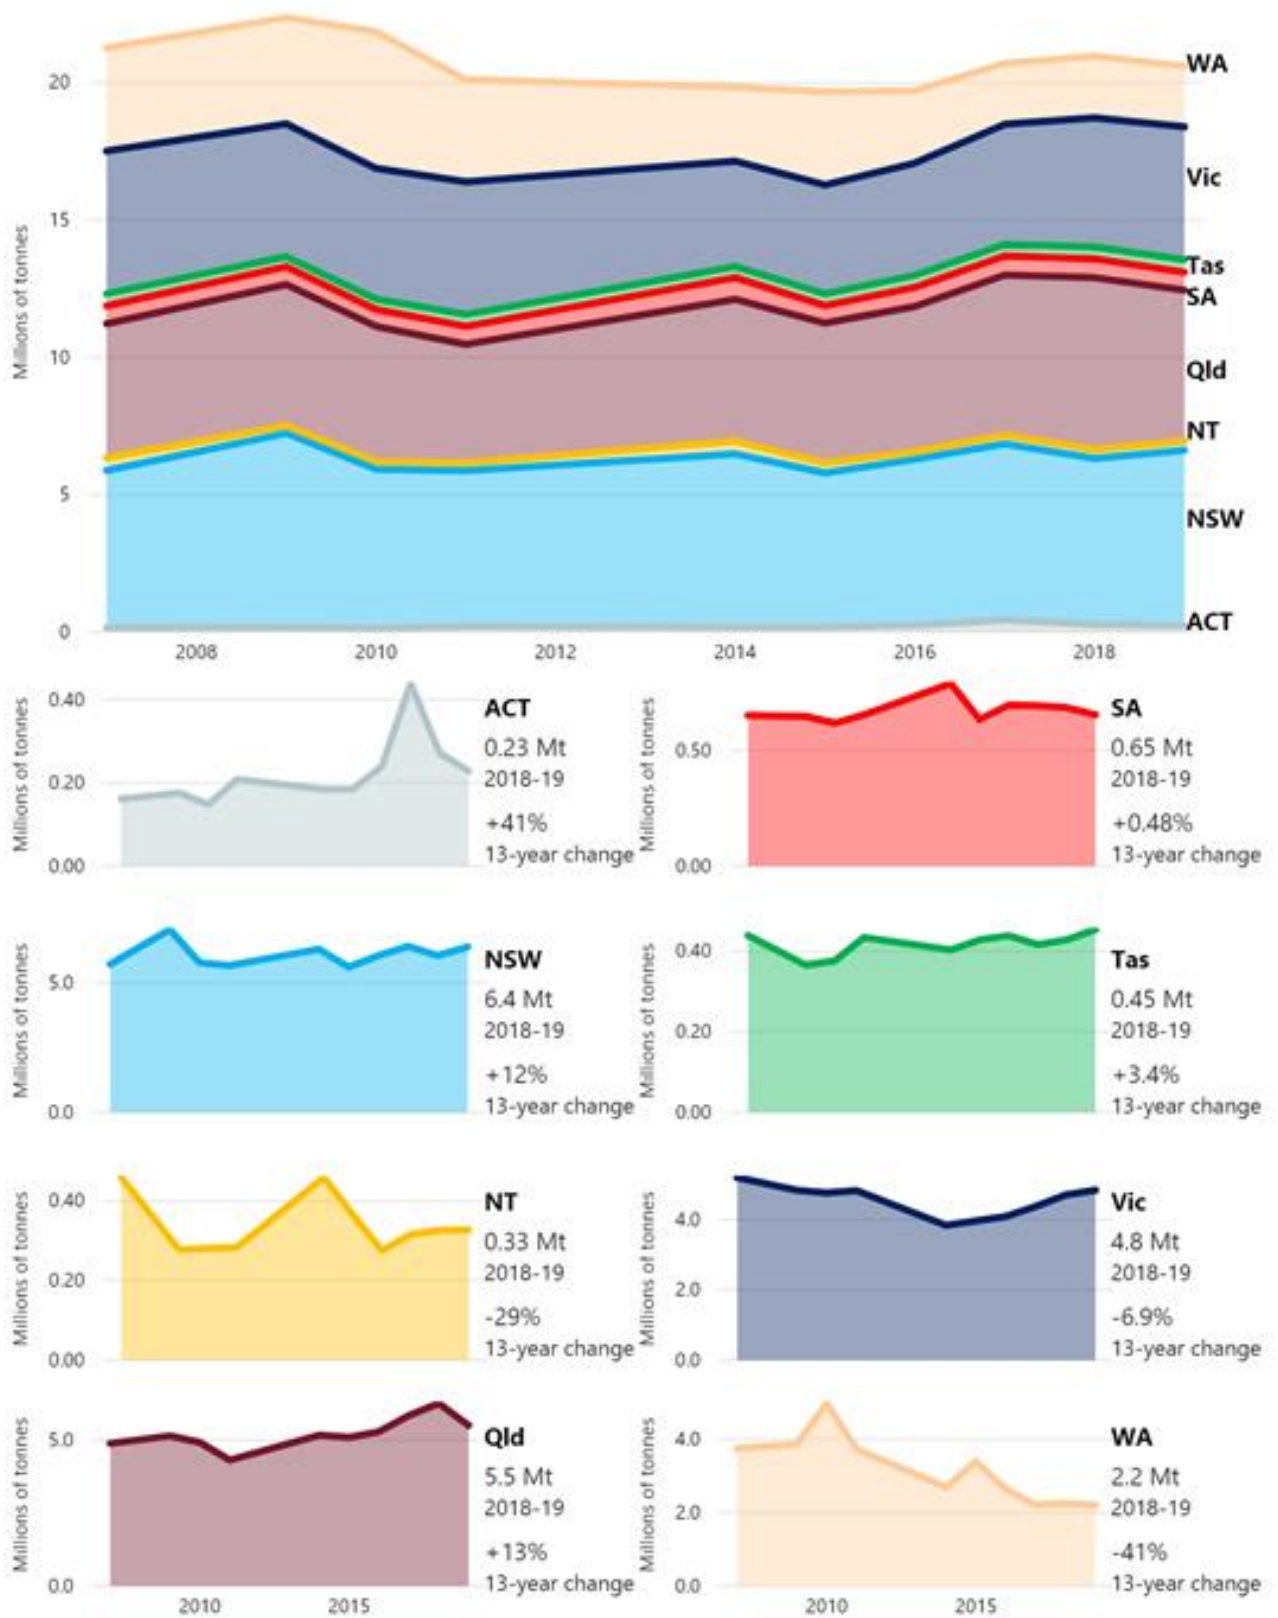 WA
20
Vic
15
Tas
SA
10
Qld
NT
5
NSW
0
ACT
Millions of tonnes
2008 2010 2012 2014 2016 2018
Millions of tonnes
0.40
0.20
0.00
ACT
0.23 Mt
2018-19
+41%
13-year change
Millions of tonnes
0.50
0.00
SA
0.65 Mt
2018-19
+0.48%
13-year change
Millions of tonnes
5.0
0.0
NSW
6.4 Mt
2018-19
+12%
13-year change
Millions of tonnes
0.40
0.20
0.00
Tas
0.45 Mt
2018-19
+3.4%
13-year change
Millions of tonnes
0.40
0.20
0.00
NT
0.33 Mt
2018-19
-29%
13-year change
Millions of tonnes
4.0
2.0
0.0
Vic
4.8 Mt
2018-19
-6.9%
13-year change
Millions of tonnes
5.0
0.0
2010 2015
Qld
5.5 Mt
2018-19
+13%
13-year change
Millions of tonnes
4.0
2.0
0.0
2010 2015
WA
2.2 Mt
2018-19
-41%
13-year change